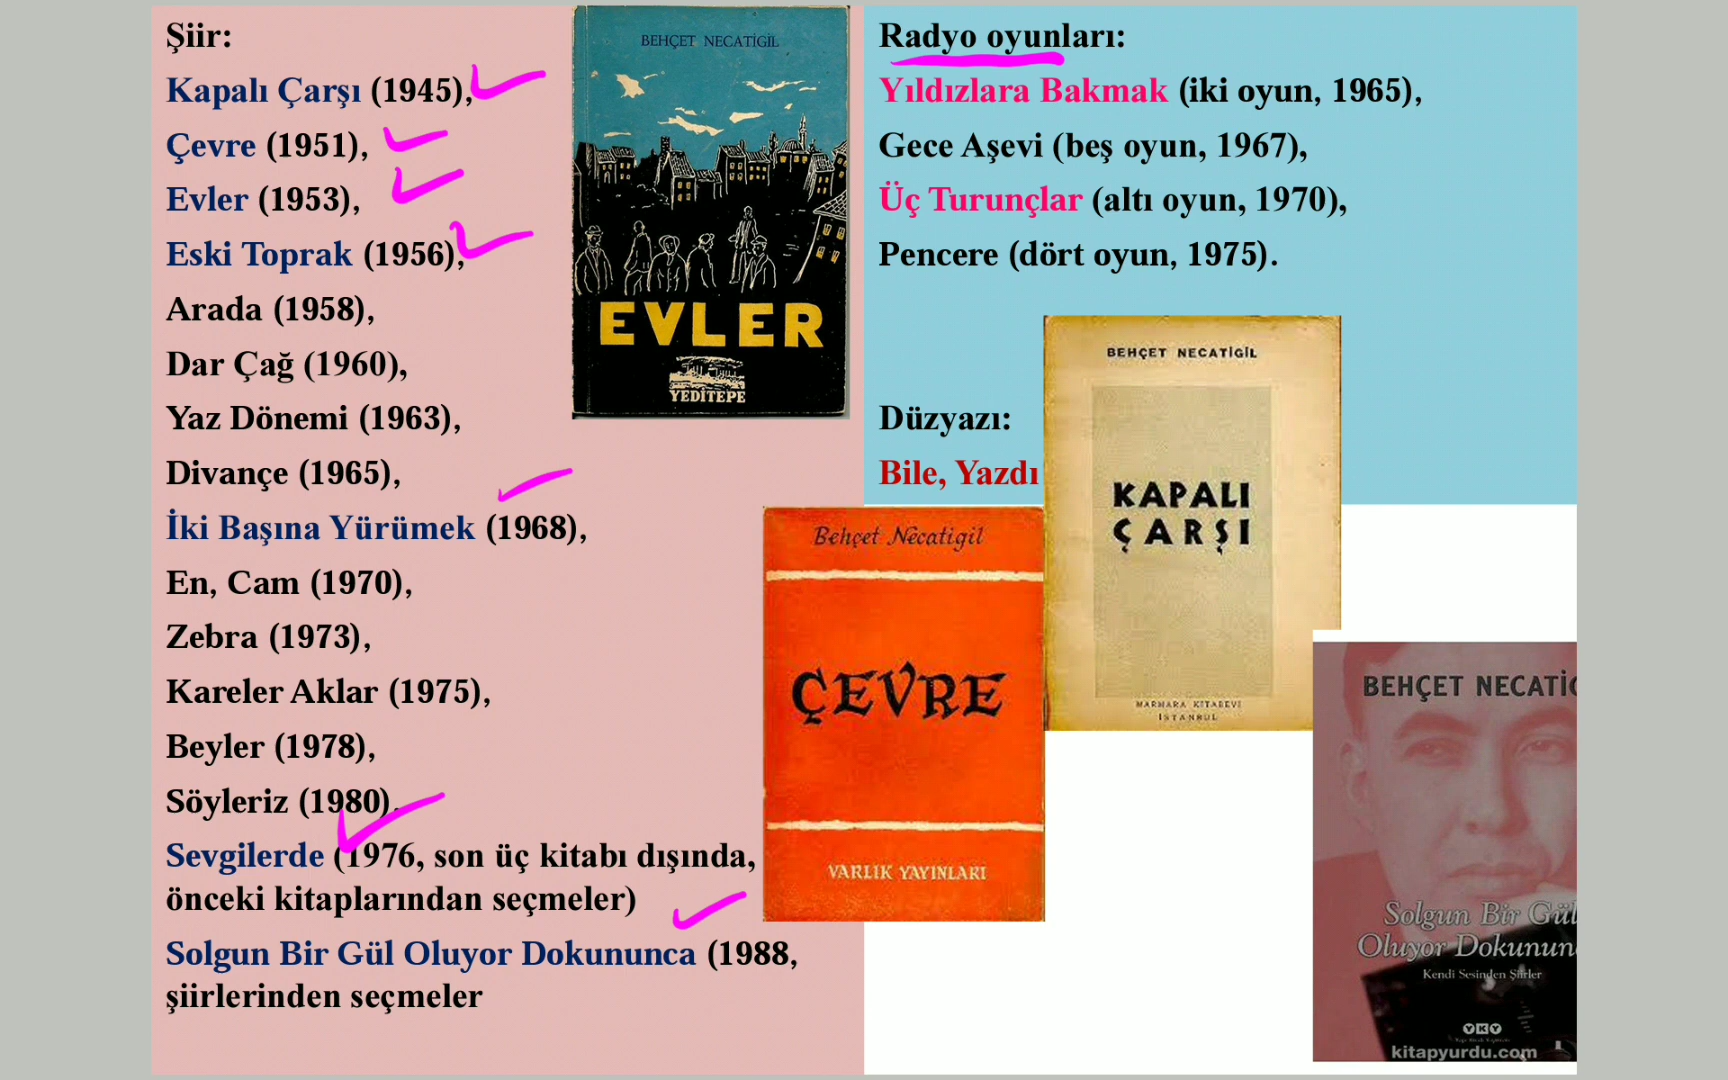 Şiir:
Kapalı Çarşı (1945),
Çevre (1951),
Evler (1953),
Eski Toprak (1956),
Arada (1958),
Dar Çağ (1960),
Yaz Dönemi (1963),
Divançe (1965),
İki Başına Yürümek (1968),
En, Cam (1970),
Zebra (1973),
Kareler Aklar (1975),
Beyler (1978),
Söyleriz (1980),
Sevgilerde (1976, son üç kitabı dışında,
önceki kitaplarından seçmeler)
Solgun Bir Gül Oluyor Dokununca (1988,
şiirlerinden seçmeler
BEHÇET NECATİGİL
EVLER
YEDİTEPE
Radyo oyunları:
Yıldızlara Bakmak (iki oyun, 1965),
Gece Aşevi (beş oyun, 1967),
Üç Turunçlar (altı oyun, 1970),
Pencere (dört oyun, 1975).
Düzyazı:
Bile, Yazdı
BEHÇET NECATİGİL
KAPALI
ÇARŞI
MARMARA KİTABEVİ
İSTANBUL
Behçet Necatigil
ÇEVRE
VARLIK YAYINLARI
BEHÇET NECATİG
Solgun Bir Gül
Oluyor Dokunun
Kendi Sesinden Şiirler
YKY
kitapyurdu.com